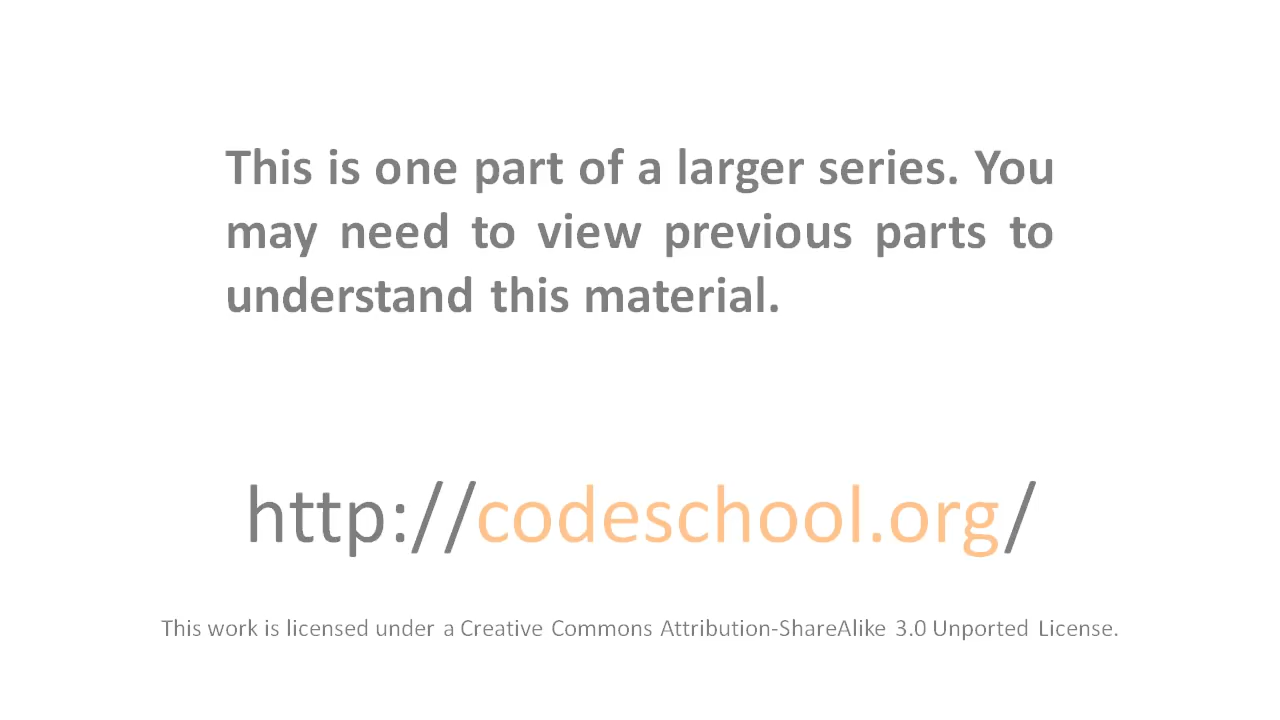 This is one part of a larger series. You
may need to view previous parts to
understand this material.
http://codeschool.org/
This work is licensed under a Creative Commons Attribution-ShareAlike 3.0 Unported License.